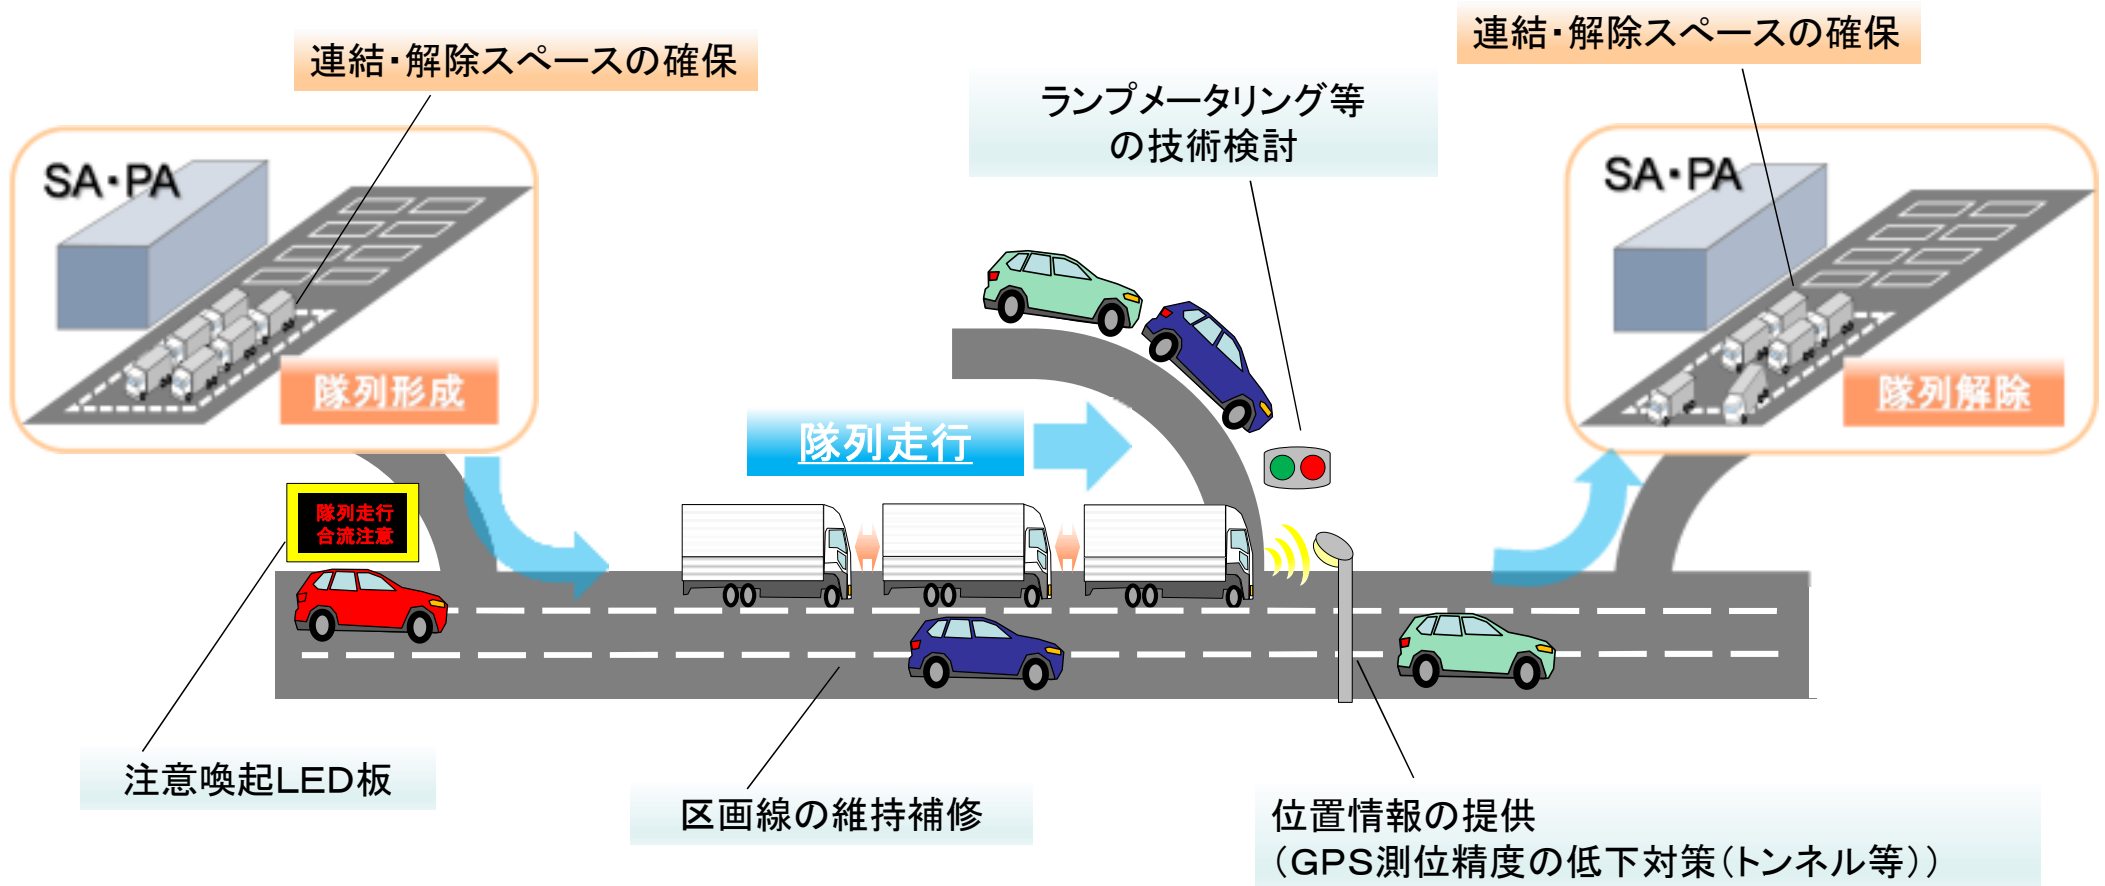 連結・解除スペースの確保
SA・PA
隊列形成
隊列走行
合流注意
注意喚起LED板
隊列走行
区画線の維持補修
ランプメータリング等
の技術検討
位置情報の提供
（GPS測位精度の低下対策（トンネル等））
連結・解除スペースの確保
SA・PA
隊列解除